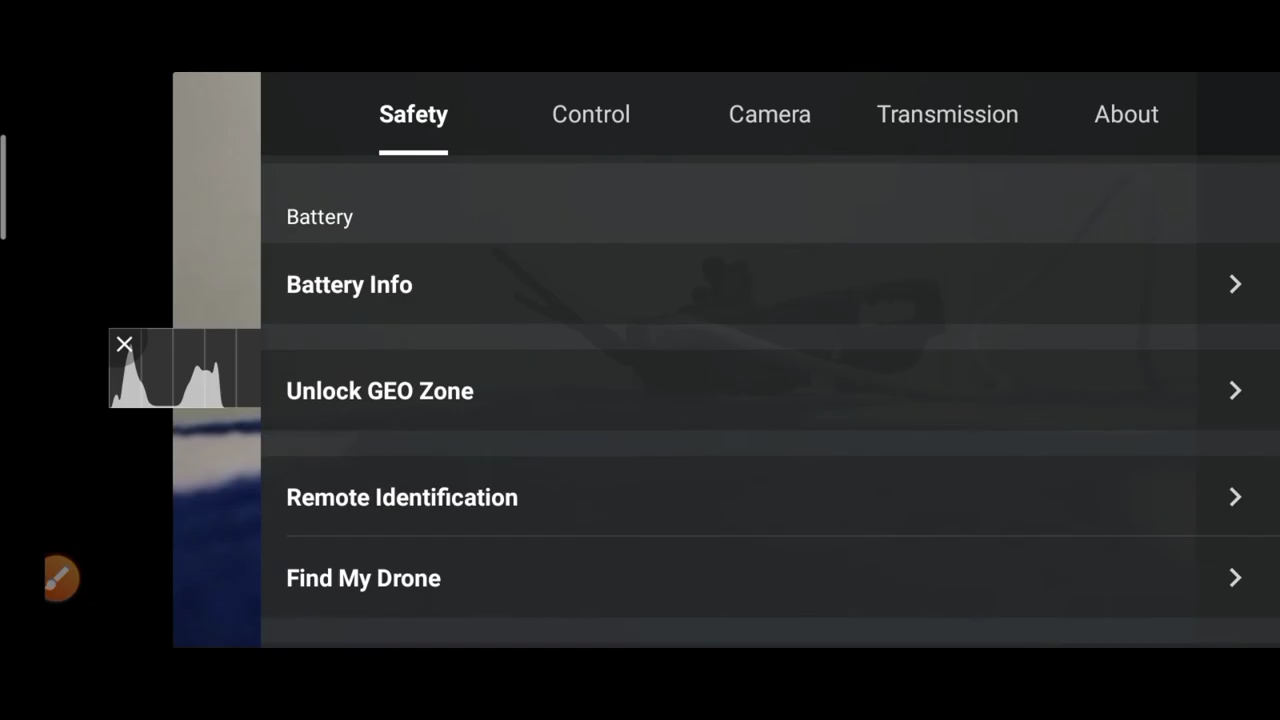 Safety Control Camera Transmission About
Battery
Battery Info
Unlock GEO Zone
Remote Identification
Find My Drone